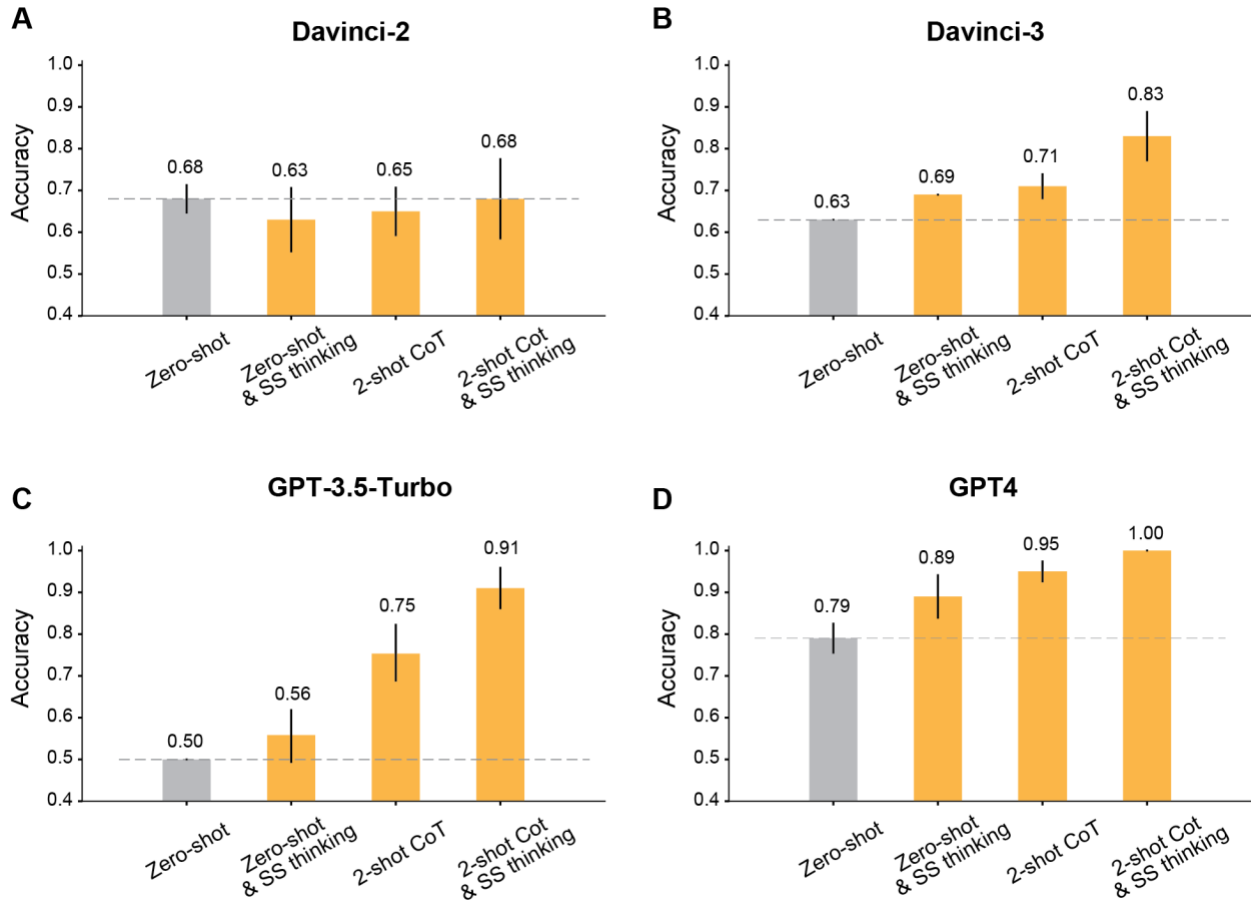 A
Davinci-2
Accuracy
1.0
0.9
0.8
0.7
0.6
0.5
0.4
0.68
0.63
0.65
0.68
Zero-shot
Zero-shot
& SS thinking
2-shot CoT
2-shot Cot
& SS thinking
B
Davinci-3
Accuracy
1.0
0.9
0.8
0.7
0.6
0.5
0.4
0.63
0.69
0.71
0.83
Zero-shot
Zero-shot
& SS thinking
2-shot CoT
2-shot Cot
& SS thinking
C
GPT-3.5-Turbo
Accuracy
1.0
0.9
0.8
0.7
0.6
0.5
0.4
0.50
0.56
0.75
0.91
Zero-shot
Zero-shot
& SS thinking
2-shot CoT
2-shot Cot
& SS thinking
D
GPT4
Accuracy
1.0
0.9
0.8
0.7
0.6
0.5
0.4
0.79
0.89
0.95
1.00
Zero-shot
Zero-shot
& SS thinking
2-shot CoT
2-shot Cot
& SS thinking